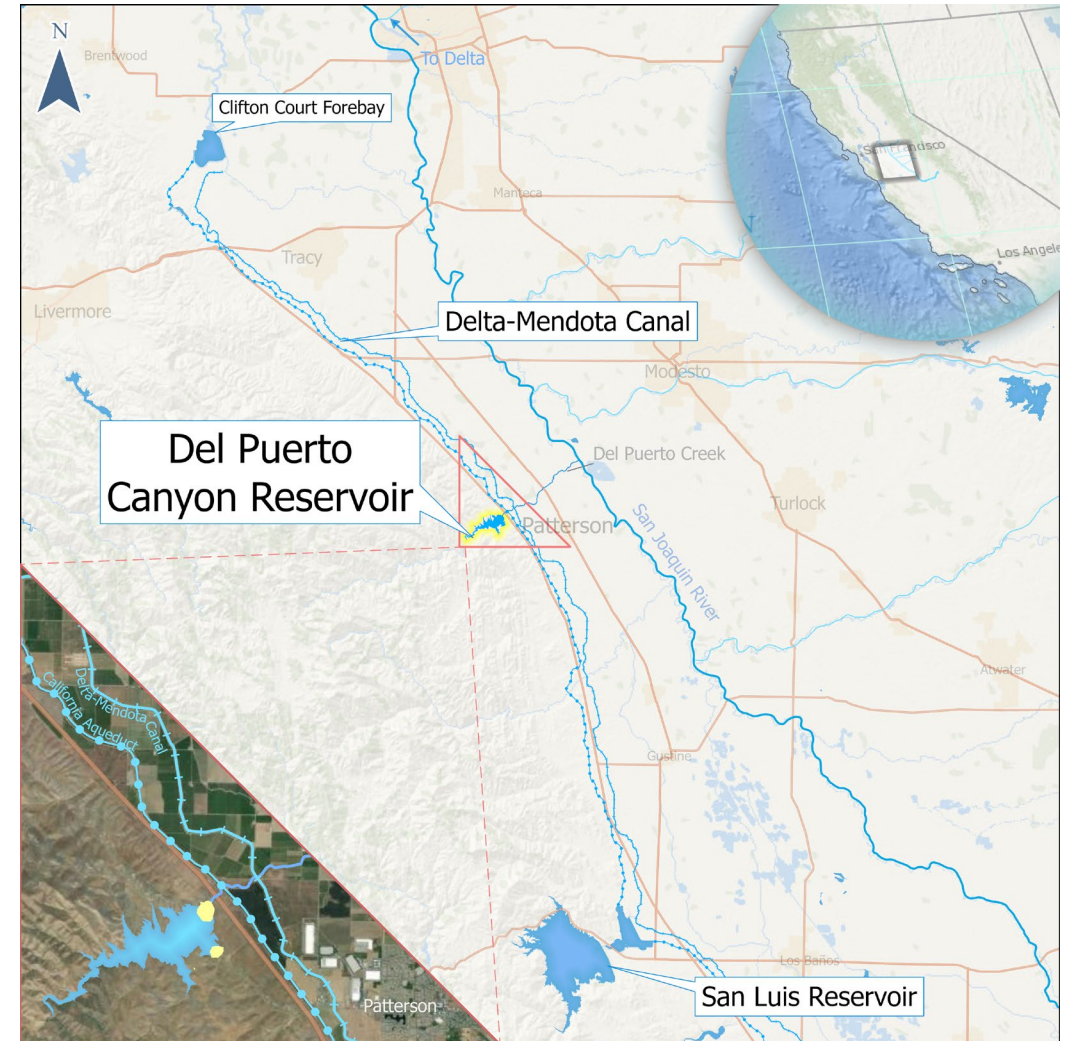 N
Brentwood
To Delta
Clifton Court Forebay
San Francisco
Manteca
Tracy
Los Angele
Livermore
Delta-Mendota Canal
Modesto
Del Puerto
Canyon Reservoir
Del Puerto Creek
Turlock
Patterson
San Joaquin River
Atwater
Delta-Mendota Canal
California Aqueduct
Gustine
Los Baños
San Luis Reservoir
Patterson